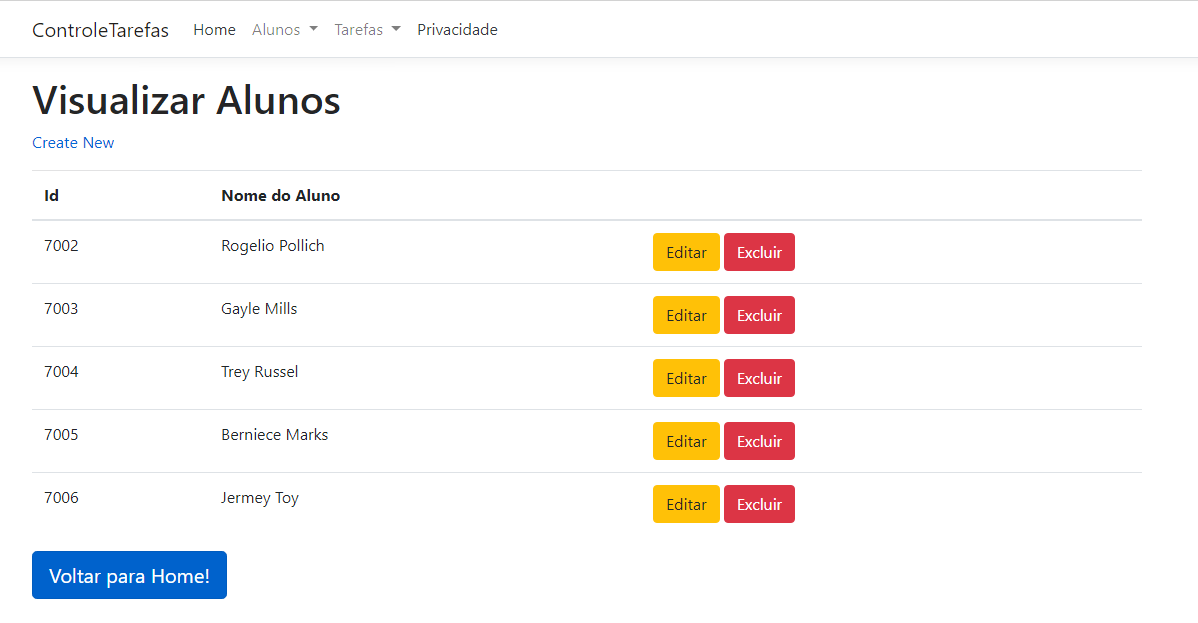 ControleTarefas Home Alunos Tarefas Privacidade
Visualizar Alunos
Create New
Id Nome do Aluno
7002 Rogelio Pollich Editar Excluir
7003 Gayle Mills Editar Excluir
7004 Trey Russel Editar Excluir
7005 Berniece Marks Editar Excluir
7006 Jermey Toy Editar Excluir
Voltar para Home!